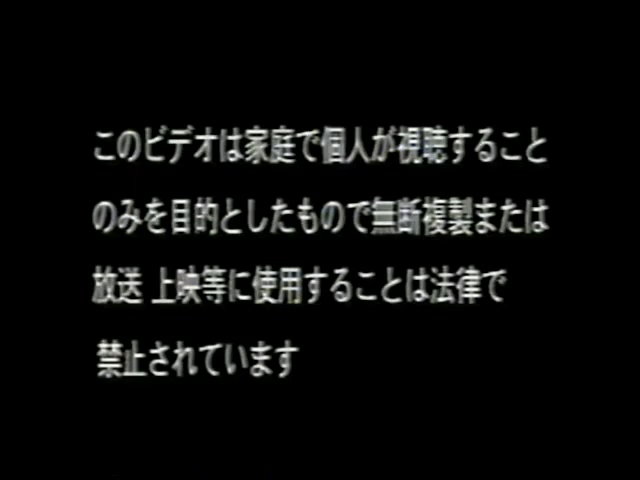 このビデオは家庭で個人が視聴すること
のみを目的としたもので無断複製または
放送 上映等に使用することは法律で
禁止されています